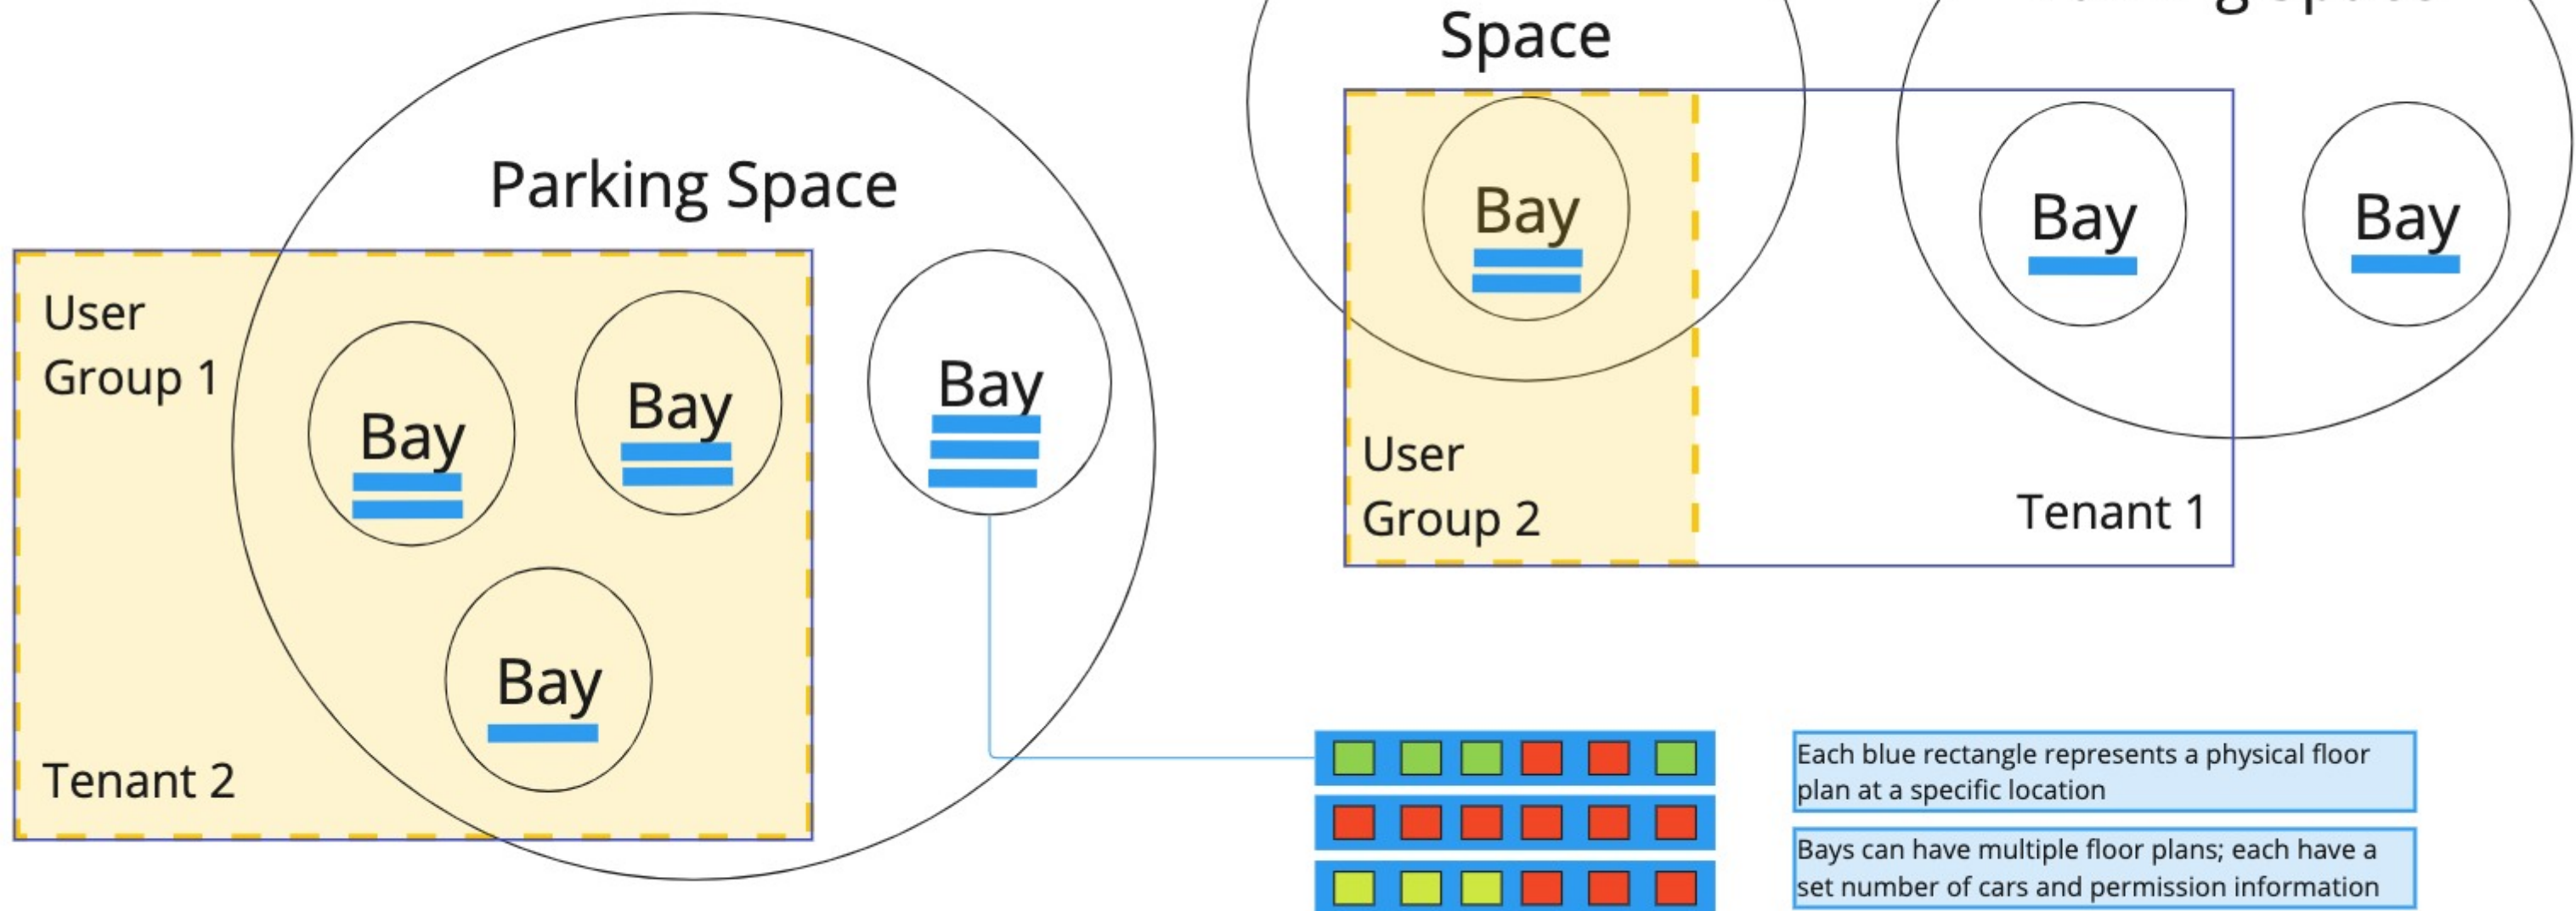 Space
Parking Space
User
Group 1
Bay
Bay
Bay
Bay
Tenant 2
Bay
Bay
Bay
User
Group 2
Tenant 1
Each blue rectangle represents a physical floor
plan at a specific location
Bays can have multiple floor plans; each have a
set number of cars and permission information